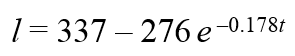 l = 337 – 276 e^{–0.178t}